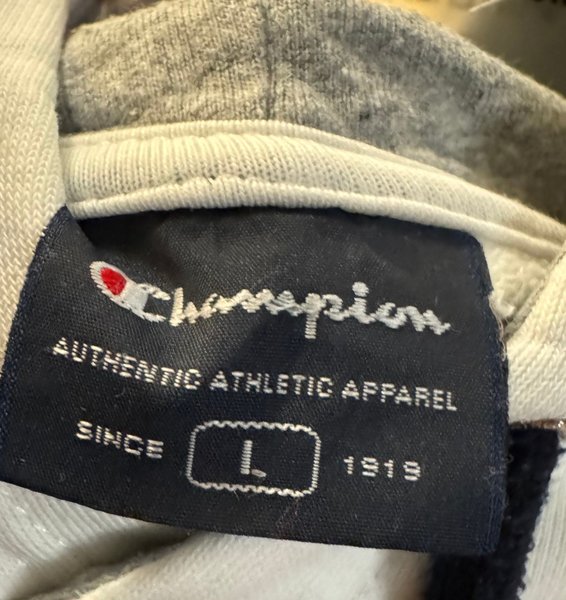 Champion
AUTHENTIC ATHLETIC APPAREL
SINCE L 1919